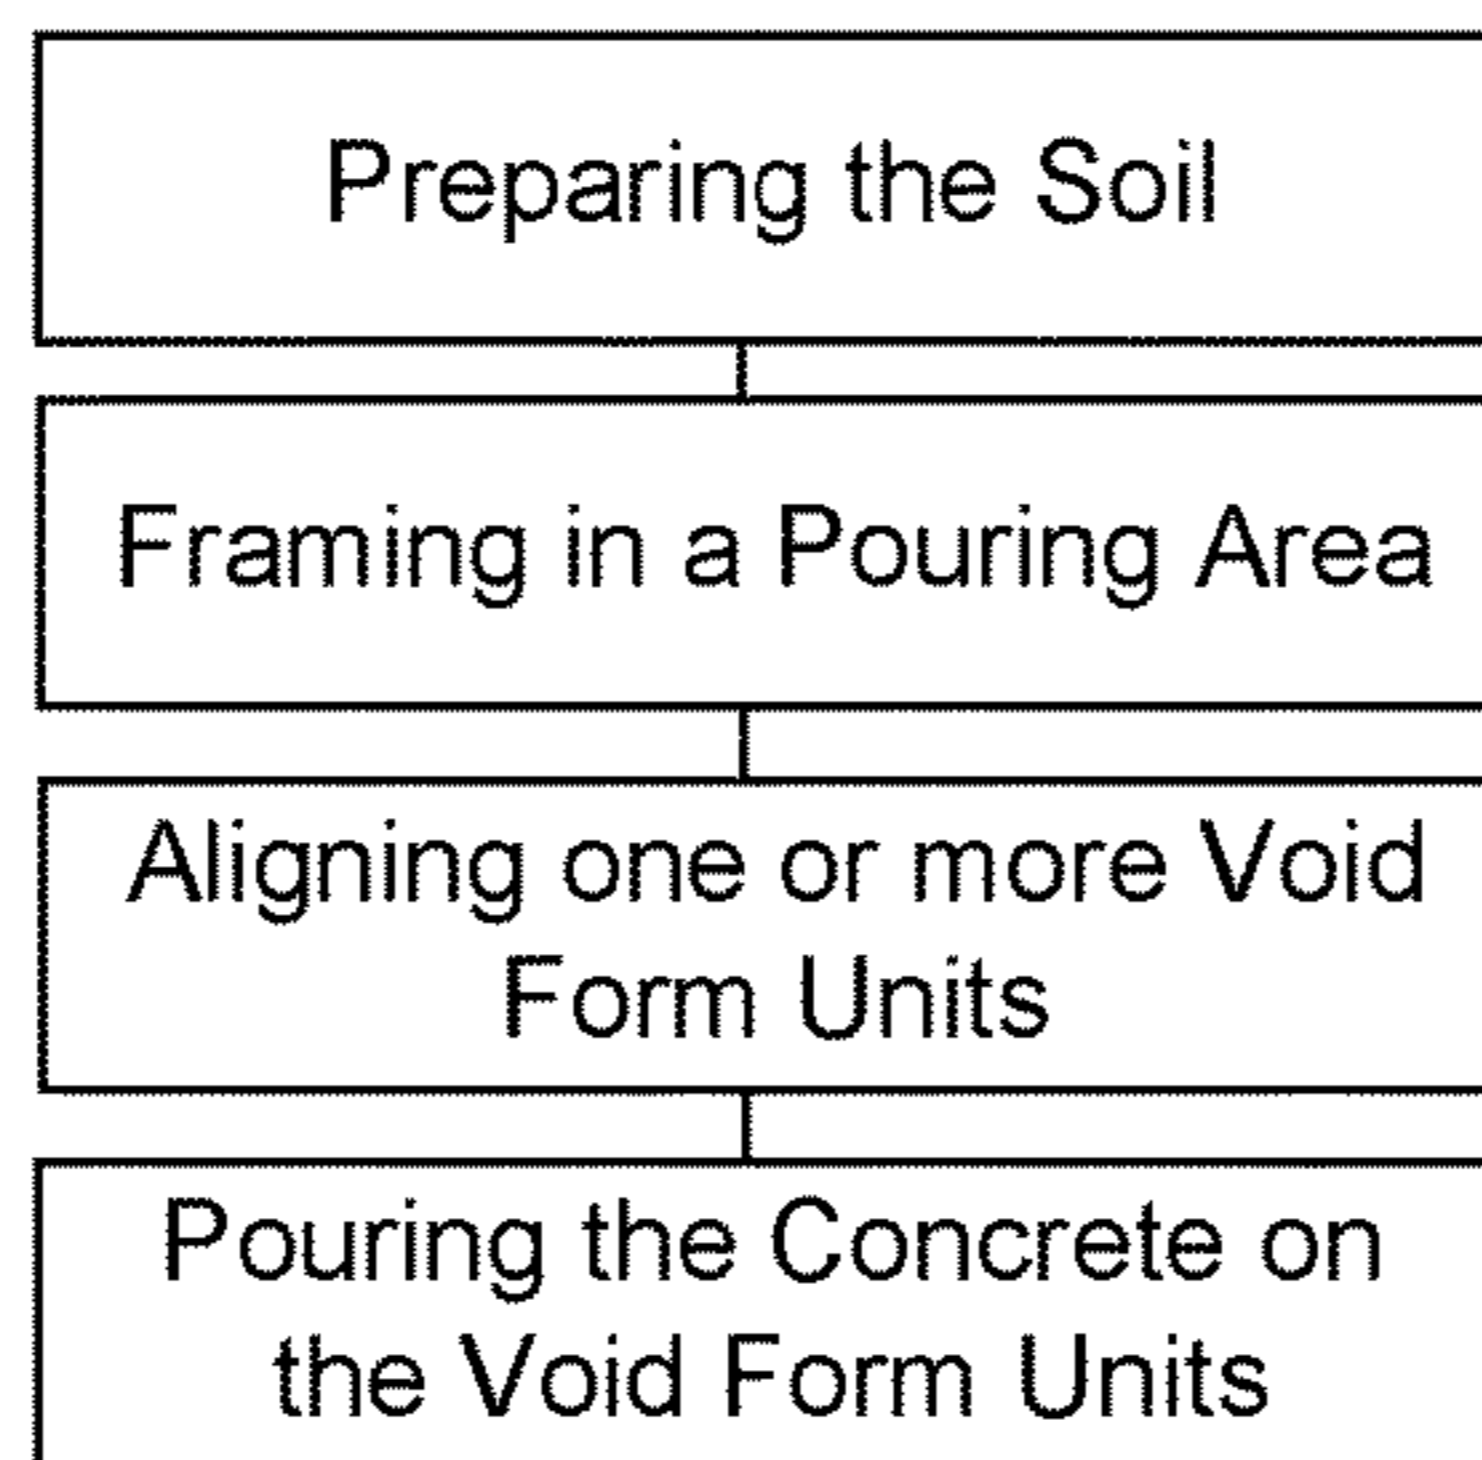 Preparing the Soil
Framing in a Pouring Area
Aligning one or more Void
Form Units
Pouring the Concrete on
the Void Form Units